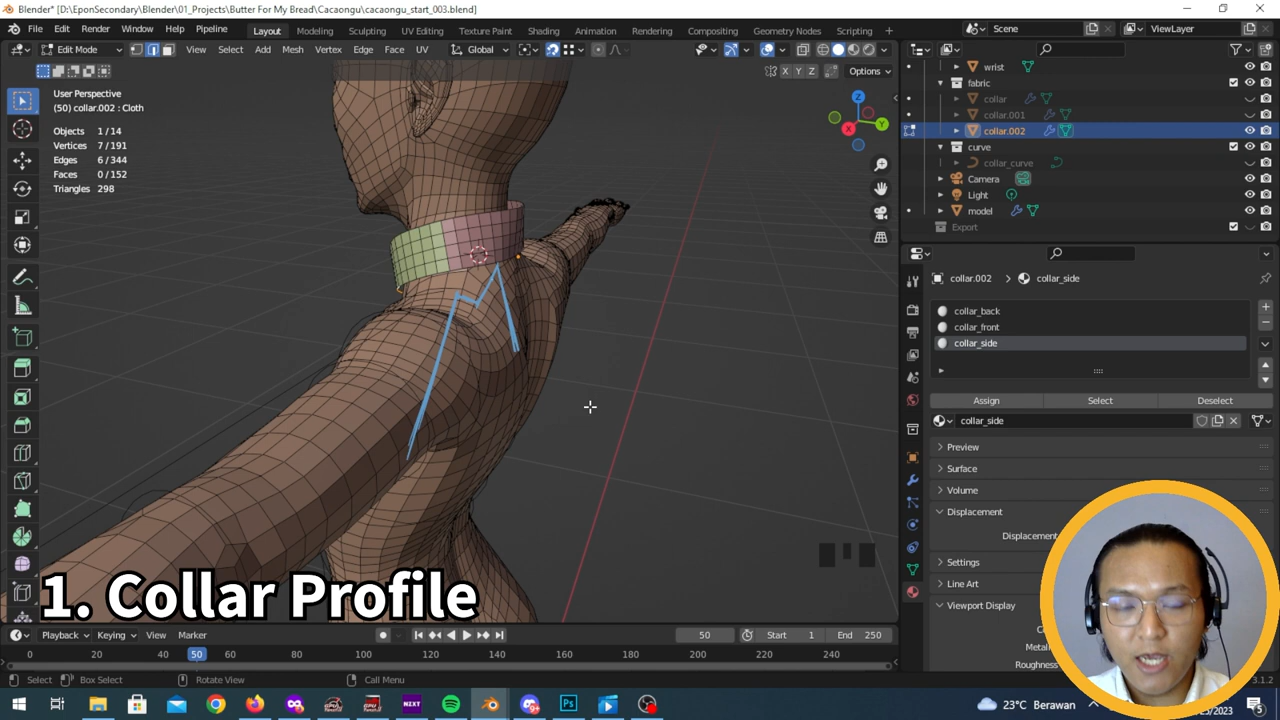 Blender* [D:\EponSecondary\Blender\01_Projects\Butter For My Bread\Cacaongu\cacaongu_start_003.blend]
File Edit Render Window Help Pipeline
Layout Modeling Sculpting UV Editing Texture Paint Shading Animation Rendering Compositing Geometry Nodes Scripting
Scene ViewLayer
Edit Mode View Select Add Mesh Vertex Edge Face UV Global
X Y Z Options
User Perspective
(50) collar.002 : Cloth
Objects 1/14
Vertices 7/191
Edges 6/344
Faces 0/152
Triangles 298
Z
Y
X
wrist
fabric
collar
collar.001
collar.002
curve
collar_curve
Camera
Light
model
Export
collar.002 > collar_side
collar_back
collar_front
collar_side
Assign Select Deselect
collar_side
Preview
Surface
Volume
Displacement
Displacement
Settings
Line Art
Viewport Display
Metal
Roughness
1. Collar Profile
Playback Keying View Marker
50 Start 1 End 250
0 20 40 50 60 80 100 120 140 160 180 200 220 240
Select Box Select Rotate View Call Menu
3.1.2
NZXT
Ps
23°C Berawan
5